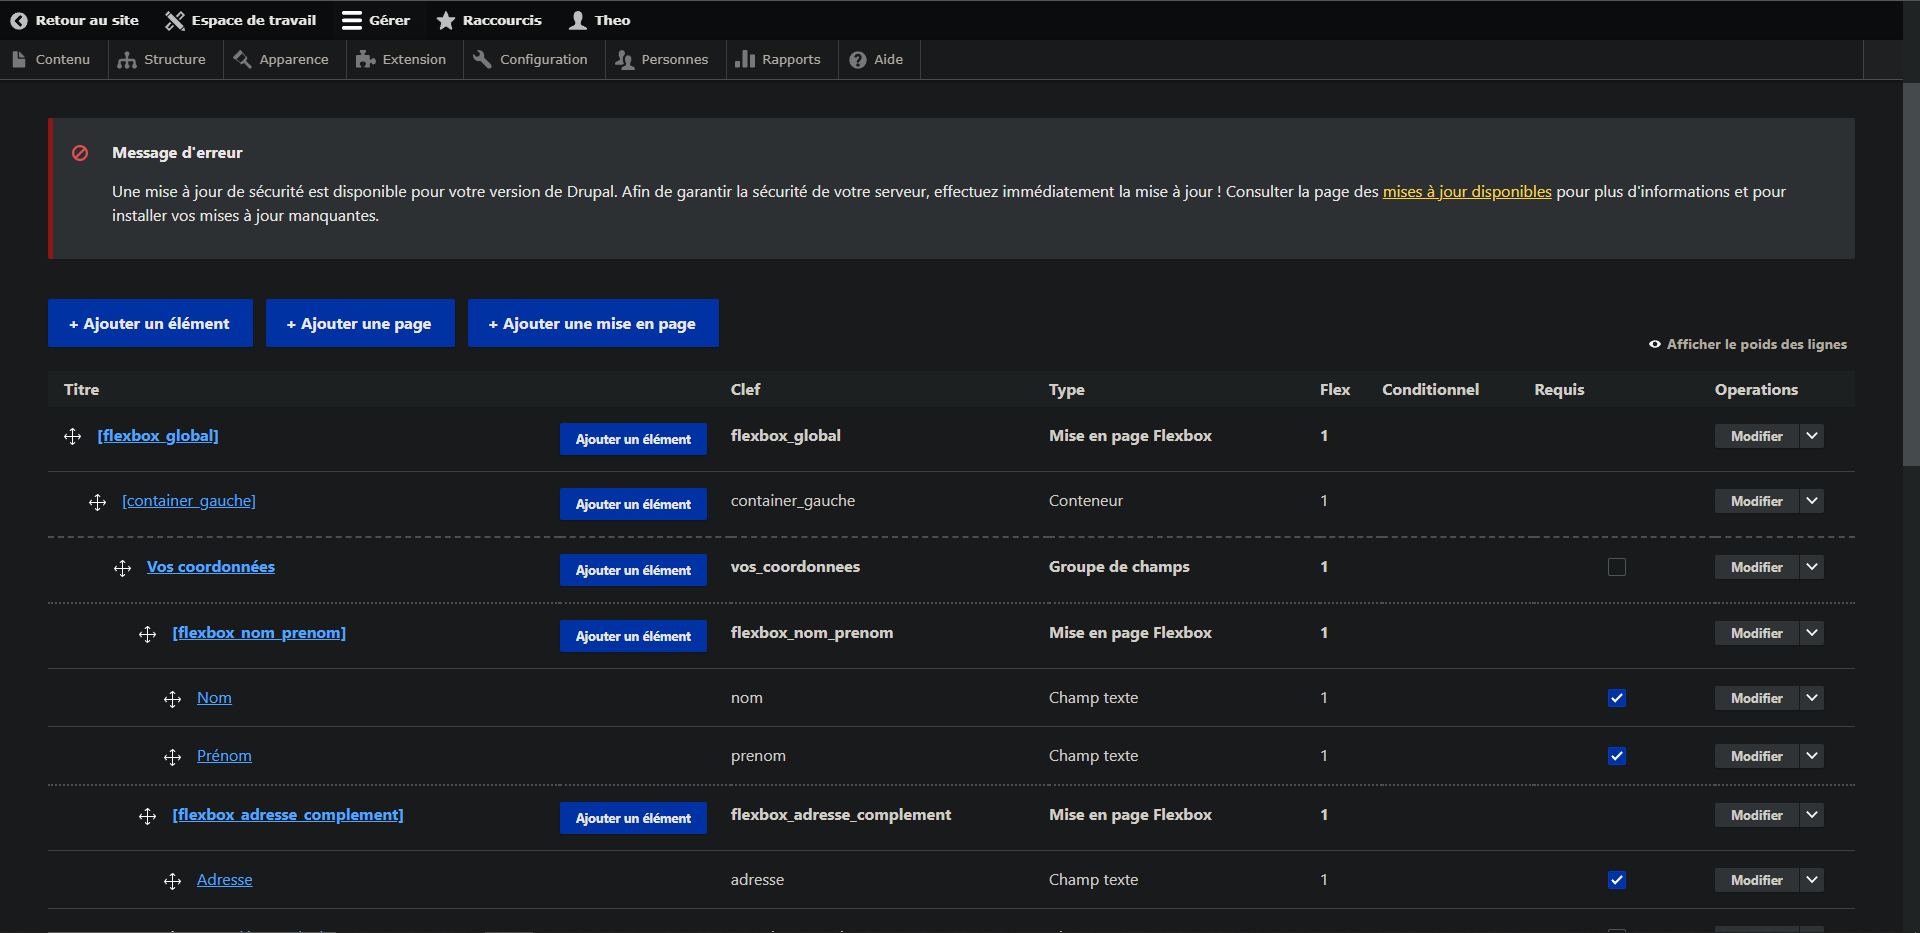 Retour au site Espace de travail Gérer Raccourcis Theo
Contenu Structure Apparence Extension Configuration Personnes Rapports Aide
Message d'erreur
Une mise à jour de sécurité est disponible pour votre version de Drupal. Afin de garantir la sécurité de votre serveur, effectuez immédiatement la mise à jour ! Consulter la page des mises à jour disponibles pour plus d'informations et pour
installer vos mises à jour manquantes.
+ Ajouter un élément + Ajouter une page + Ajouter une mise en page
Afficher le poids des lignes
Titre Clef Type Flex Conditionnel Requis Operations
[flexbox_global] Ajouter un élément flexbox_global Mise en page Flexbox 1 Modifier
[container_gauche] Ajouter un élément container_gauche Conteneur 1 Modifier
Vos coordonnées Ajouter un élément vos_coordonnees Groupe de champs 1 Modifier
[flexbox_nom_prenom] Ajouter un élément flexbox_nom_prenom Mise en page Flexbox 1 Modifier
Nom nom Champ texte 1 Modifier
Prénom prenom Champ texte 1 Modifier
[flexbox_adresse_complement] Ajouter un élément flexbox_adresse_complement Mise en page Flexbox 1 Modifier
Adresse adresse Champ texte 1 Modifier